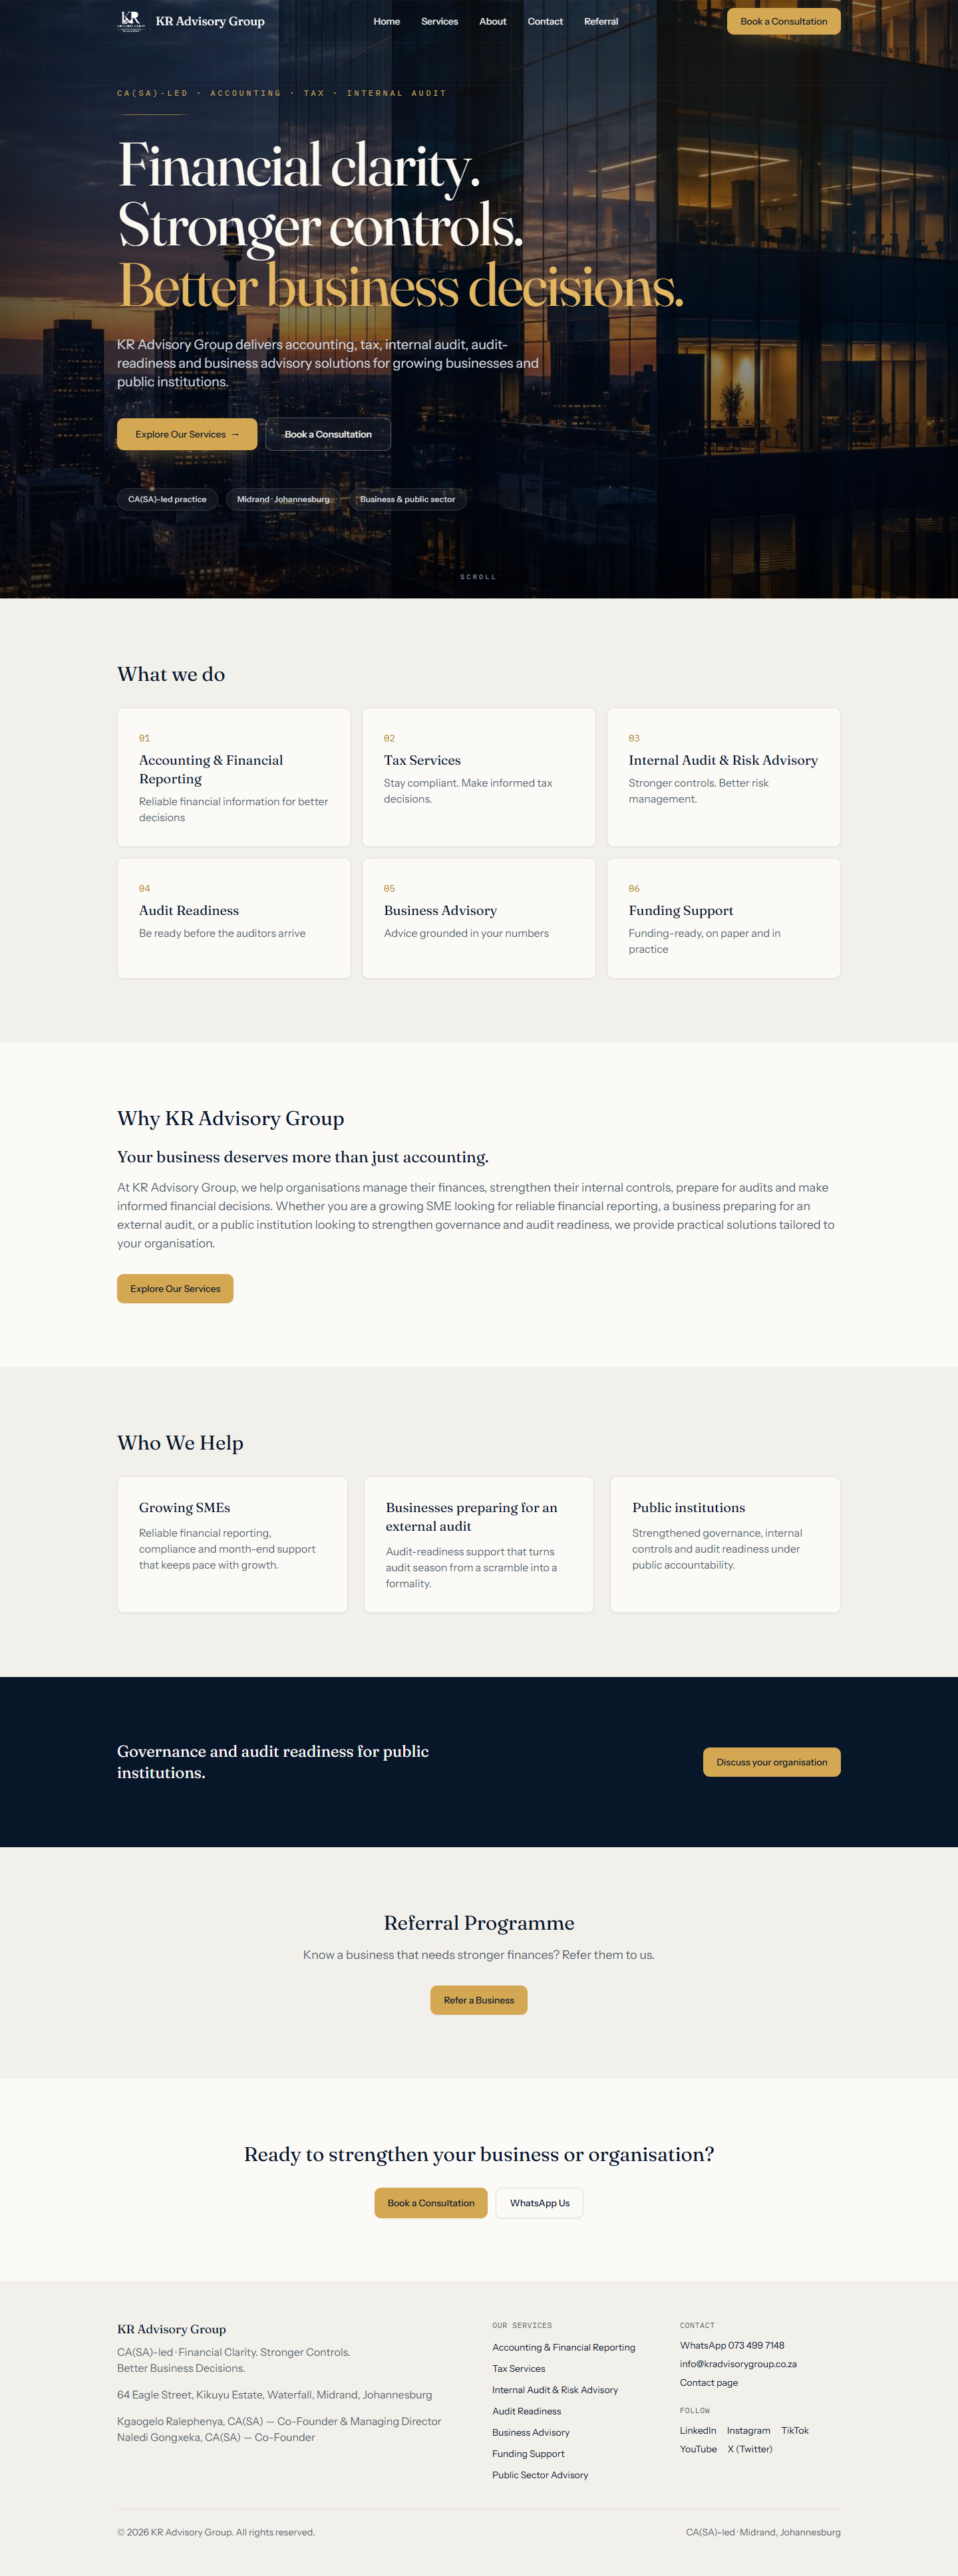 KR
KR Advisory Group
Home
Services
About
Contact
Referral
Book a Consultation
CA(SA)-LED · ACCOUNTING · TAX · INTERNAL AUDIT
Financial clarity.
Stronger controls.
Better business decisions.
KR Advisory Group delivers accounting, tax, internal audit, audit-
readiness and business advisory solutions for growing businesses and
public institutions.
Explore Our Services →
Book a Consultation
CA(SA)-led practice
Midrand · Johannesburg
Business & public sector
SCROLL
What we do
01
Accounting & Financial
Reporting
Reliable financial information for better
decisions
02
Tax Services
Stay compliant. Make informed tax
decisions.
03
Internal Audit & Risk Advisory
Stronger controls. Better risk
management.
04
Audit Readiness
Be ready before the auditors arrive
05
Business Advisory
Advice grounded in your numbers
06
Funding Support
Funding-ready, on paper and in
practice
Why KR Advisory Group
Your business deserves more than just accounting.
At KR Advisory Group, we help organisations manage their finances, strengthen their internal controls, prepare for audits and make
informed financial decisions. Whether you are a growing SME looking for reliable financial reporting, a business preparing for an
external audit, or a public institution looking to strengthen governance and audit readiness, we provide practical solutions tailored to
your organisation.
Explore Our Services
Who We Help
Growing SMEs
Reliable financial reporting,
compliance and month-end support
that keeps pace with growth.
Businesses preparing for an
external audit
Audit-readiness support that turns
audit season from a scramble into a
formality.
Public institutions
Strengthened governance, internal
controls and audit readiness under
public accountability.
Governance and audit readiness for public
institutions.
Discuss your organisation
Referral Programme
Know a business that needs stronger finances? Refer them to us.
Refer a Business
Ready to strengthen your business or organisation?
Book a Consultation
WhatsApp Us
KR Advisory Group
CA(SA)-led · Financial Clarity. Stronger Controls.
Better Business Decisions.
64 Eagle Street, Kikuyu Estate, Waterfall, Midrand, Johannesburg
Kgaogelo Ralephenya, CA(SA) — Co-Founder & Managing Director
Naledi Gongxeka, CA(SA) — Co-Founder
OUR SERVICES
Accounting & Financial Reporting
Tax Services
Internal Audit & Risk Advisory
Audit Readiness
Business Advisory
Funding Support
Public Sector Advisory
CONTACT
WhatsApp 073 499 7148
info@kradvisorygroup.co.za
Contact page
FOLLOW
LinkedIn Instagram TikTok
YouTube X (Twitter)
© 2026 KR Advisory Group. All rights reserved.
CA(SA)-led · Midrand, Johannesburg